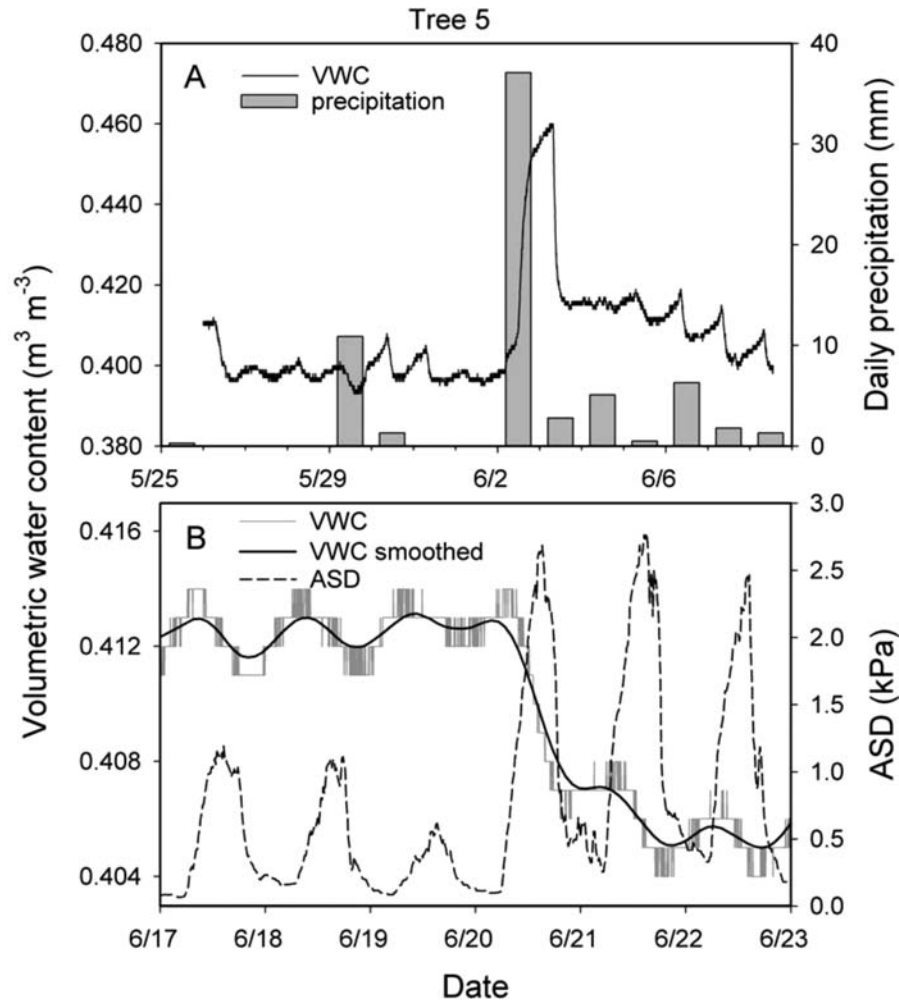 Tree 5
A
VWC
precipitation
0.480
0.460
0.440
0.420
0.400
0.380
40
30
20
10
0
5/25
5/29
6/2
6/6
Daily precipitation (mm)
Volumetric water content (m³ m⁻³)
B
VWC
VWC smoothed
ASD
0.416
0.412
0.408
0.404
3.0
2.5
2.0
1.5
1.0
0.5
0.0
ASD (kPa)
6/17
6/18
6/19
6/20
6/21
6/22
6/23
Date